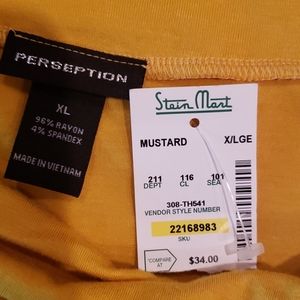 PERSEPTION
XL
96% RAYON
4% SPANDEX
MADE IN VIETNAM
Stein Mart
MUSTARD X/LGE
211 116 101
DEPT CL SEA
308-TH541
VENDOR STYLE NUMBER
22168983
SKU
"COMPARE AT $34.00